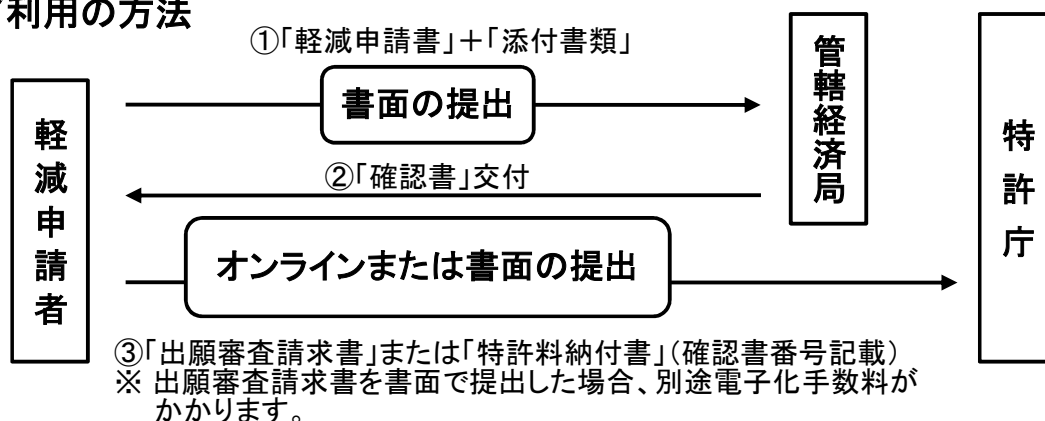 利用の方法
①「軽減申請書」＋「添付書類」
書面の提出
管轄経済局
軽減申請者
特許庁
②「確認書」交付
オンラインまたは書面の提出
③「出願審査請求書」または「特許料納付書」（確認書番号記載）
※ 出願審査請求書を書面で提出した場合、別途電子化手数料が
かかります。